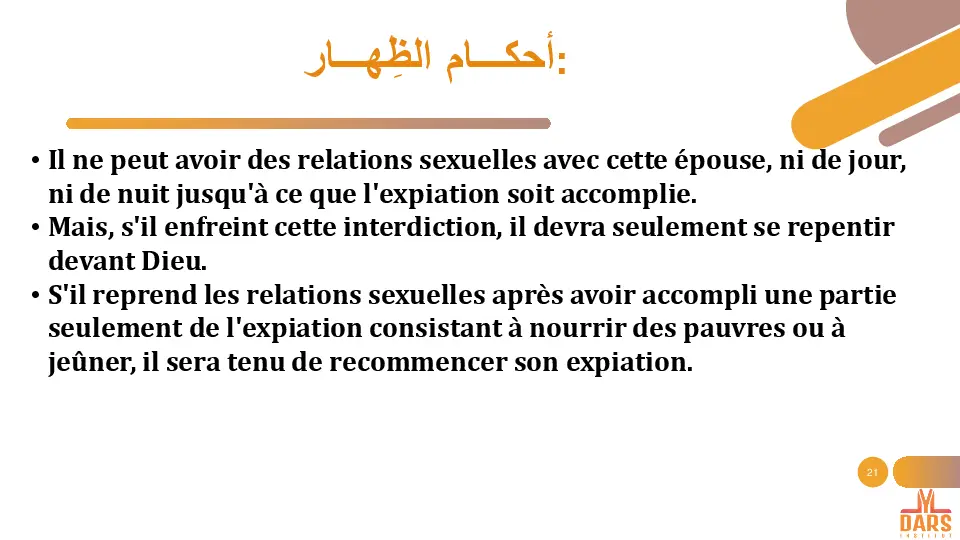 أحكـــام الظِهـــار:
• Il ne peut avoir des relations sexuelles avec cette épouse, ni de jour,
ni de nuit jusqu'à ce que l'expiation soit accomplie.
• Mais, s'il enfreint cette interdiction, il devra seulement se repentir
devant Dieu.
• S'il reprend les relations sexuelles après avoir accompli une partie
seulement de l'expiation consistant à nourrir des pauvres ou à
jeûner, il sera tenu de recommencer son expiation.
21
DARS
INSTITUT